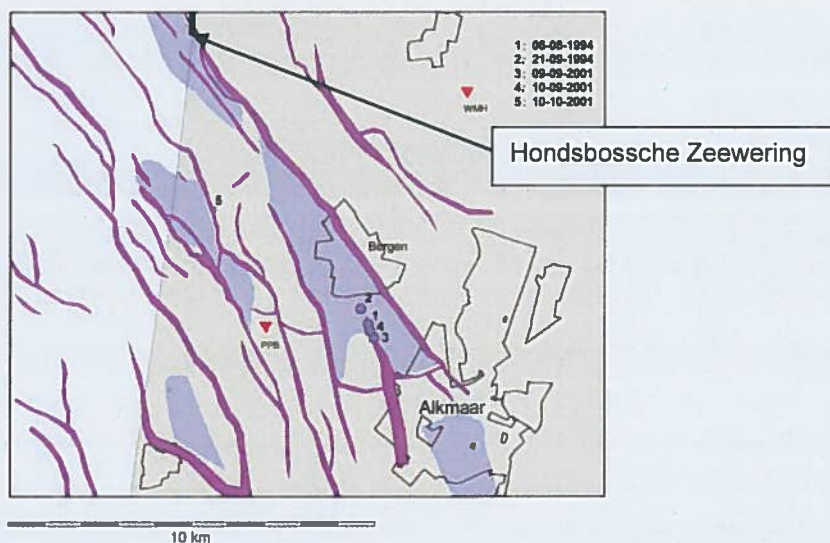 1: 06-08-1994
2: 21-09-1994
3: 09-09-2001
4: 10-09-2001
5: 10-10-2001
WMH
Hondsbossche Zeewering
5
Bergen
2
1
4
3
PPB
Alkmaar
10 km